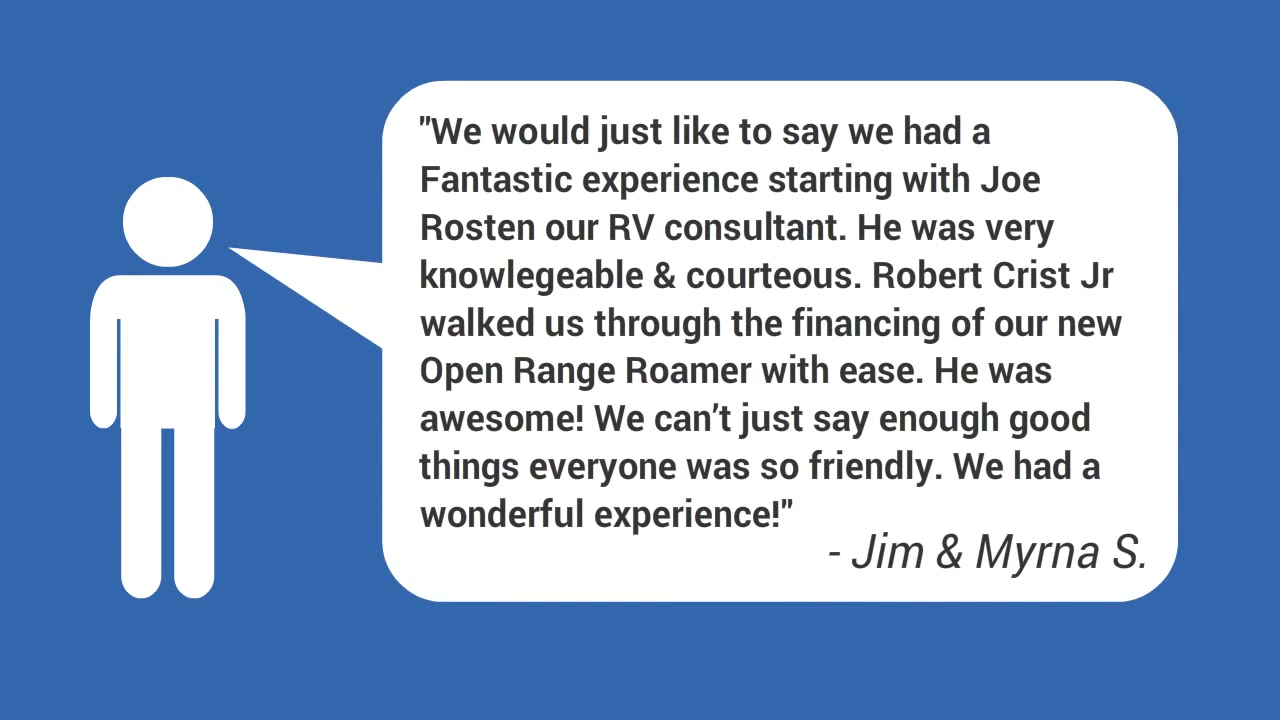 "We would just like to say we had a
Fantastic experience starting with Joe
Rosten our RV consultant. He was very
knowlegeable & courteous. Robert Crist Jr
walked us through the financing of our new
Open Range Roamer with ease. He was
awesome! We can’t just say enough good
things everyone was so friendly. We had a
wonderful experience!"
- Jim & Myrna S.